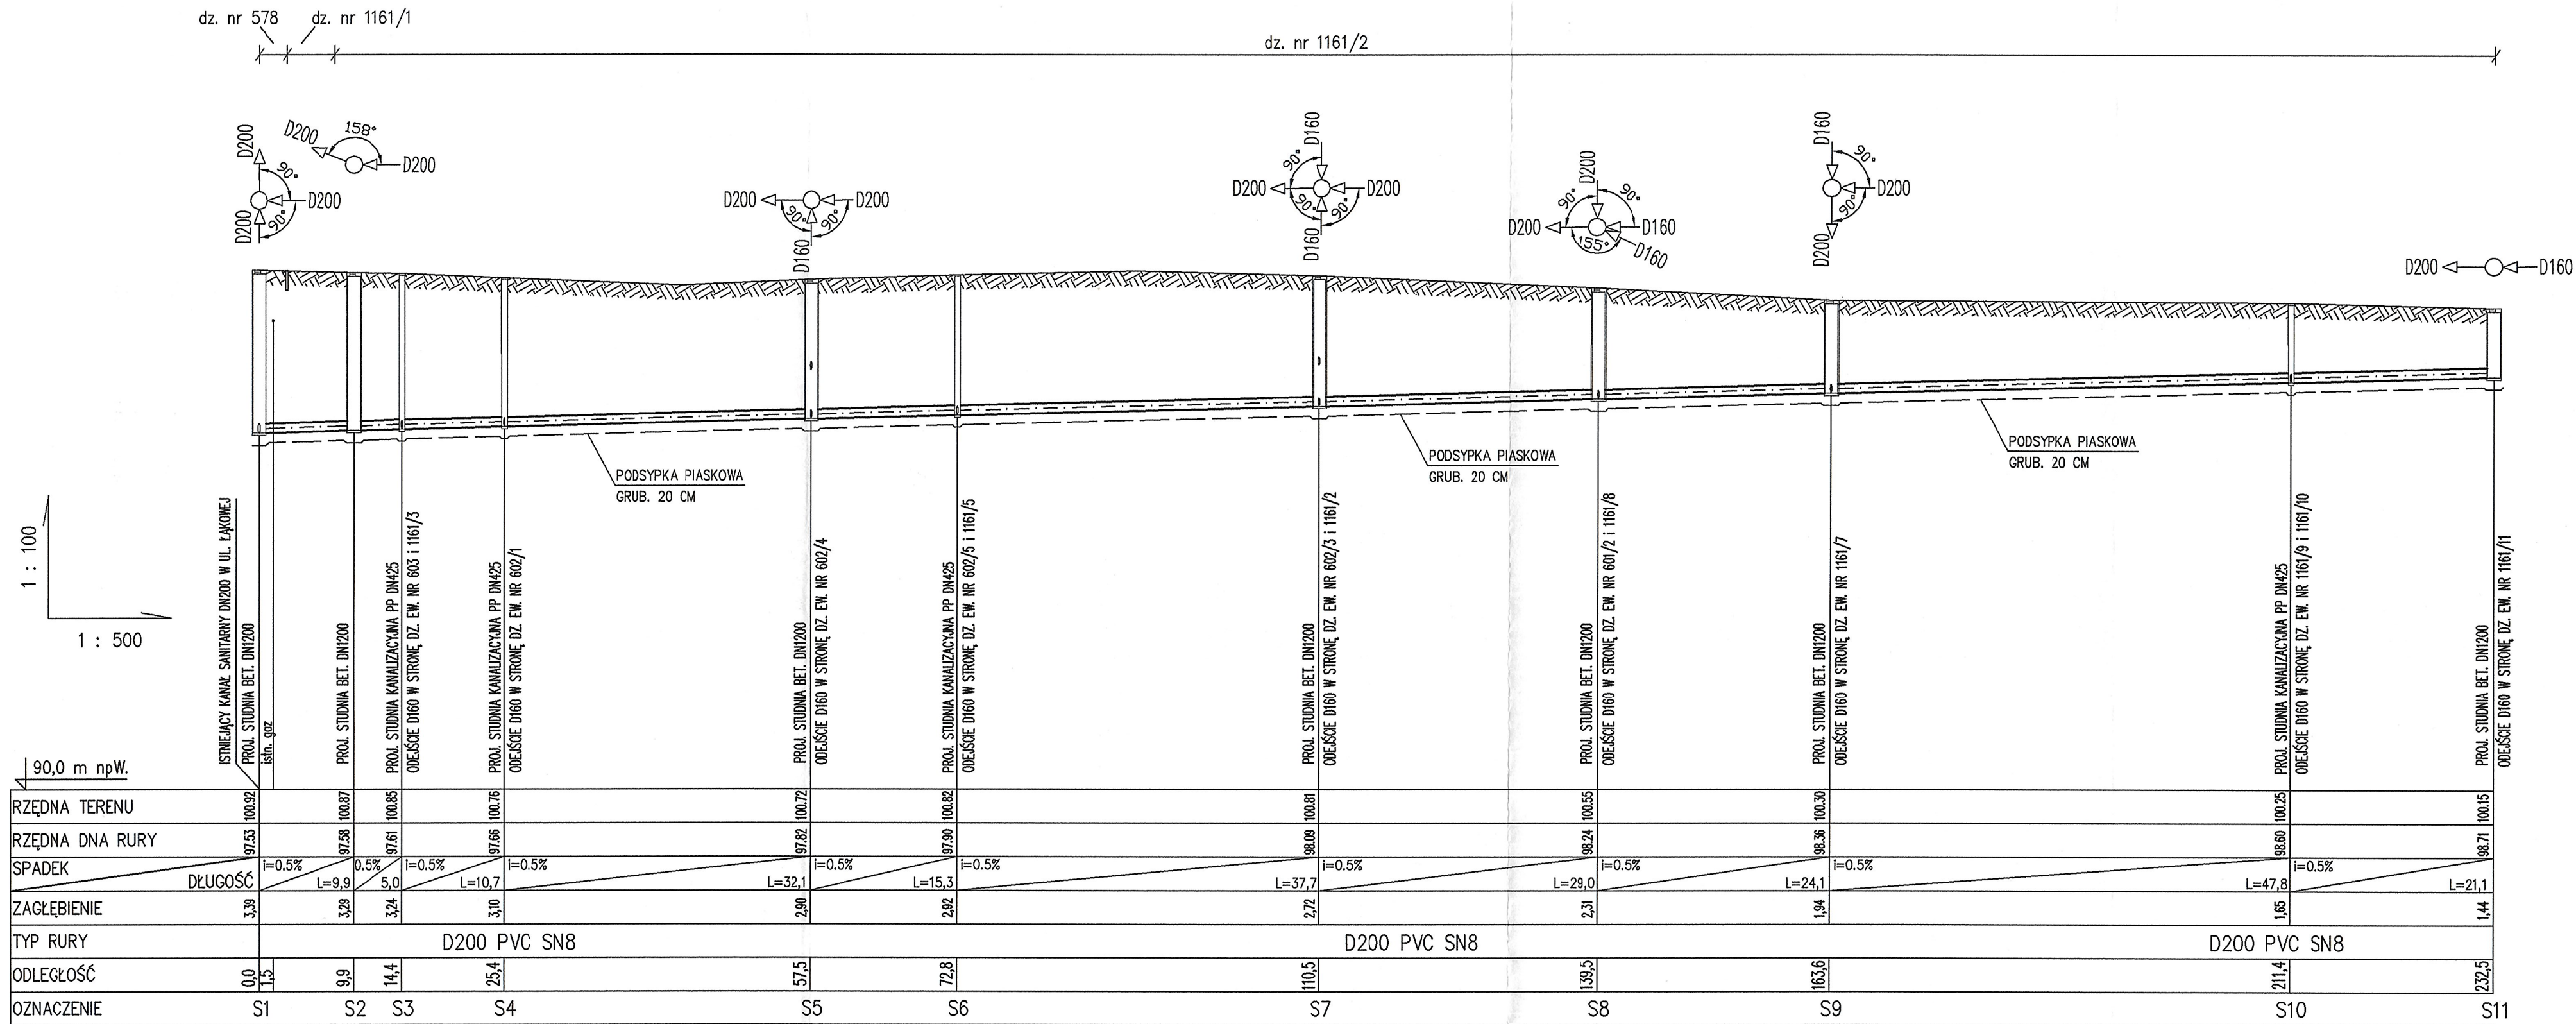 dz. nr 578
dz. nr 1161/1
dz. nr 1161/2
D200
90°
D200
90°
D200
D200
158°
D200
D200
D200
90°
90°
D160
D160
90°
D200
D200
90°
90°
D160
D200
90°
90°
D200
D160
155°
D160
D160
90°
D200
90°
D200
D200
D160
PODSYPKA PIASKOWA
GRUB. 20 CM
PODSYPKA PIASKOWA
GRUB. 20 CM
PODSYPKA PIASKOWA
GRUB. 20 CM
1 : 100
1 : 500
ISTNIEJĄCY KANAŁ SANITARNY DN200 W UL. ŁĄKOWEJ
PROJ. STUDNIA BET. DN1200
istn. gaz
PROJ. STUDNIA BET. DN1200
PROJ. STUDNIA KANALIZACYJNA PP DN425
ODEJŚCIE D160 W STRONĘ DZ. EW. NR 603 i 1161/3
PROJ. STUDNIA KANALIZACYJNA PP DN425
ODEJŚCIE D160 W STRONĘ DZ. EW. NR 602/1
PROJ. STUDNIA BET. DN1200
ODEJŚCIE D160 W STRONĘ DZ. EW. NR 602/4
PROJ. STUDNIA KANALIZACYJNA PP DN425
ODEJŚCIE D160 W STRONĘ DZ. EW. NR 602/5 i 1161/5
PROJ. STUDNIA BET. DN1200
ODEJŚCIE D160 W STRONĘ DZ. EW. NR 602/3 i 1161/2
PROJ. STUDNIA BET. DN1200
ODEJŚCIE D160 W STRONĘ DZ. EW. NR 601/2 i 1161/8
PROJ. STUDNIA BET. DN1200
ODEJŚCIE D160 W STRONĘ DZ. EW. NR 1161/7
PROJ. STUDNIA KANALIZACYJNA PP DN425
ODEJŚCIE D160 W STRONĘ DZ. EW. NR 1161/9 i 1161/10
PROJ. STUDNIA BET. DN1200
ODEJŚCIE D160 W STRONĘ DZ. EW. NR 1161/11
90,0 m npW.
RZĘDNA TERENU 100.92 100.87 100.85 100.76 100.72 100.82 100.81 100.55 100.30 100.25 100.15
RZĘDNA DNA RURY 97.53 97.58 97.61 97.66 97.82 97.90 98.09 98.24 98.36 98.60 98.71
SPADEK i=0.5% 0.5% i=0.5% i=0.5% i=0.5% i=0.5% i=0.5% i=0.5% i=0.5% i=0.5%
DŁUGOŚĆ L=9,9 5,0 L=10,7 L=32,1 L=15,3 L=37,7 L=29,0 L=24,1 L=47,8 L=21,1
ZAGŁĘBIENIE 3,39 3,29 3,24 3,10 2,90 2,92 2,72 2,31 1,94 1,65 1,44
TYP RURY D200 PVC SN8 D200 PVC SN8 D200 PVC SN8
ODLEGŁOŚĆ 0,0 1,5 9,9 14,4 25,4 57,5 72,8 110,5 139,5 163,6 211,4 232,5
OZNACZENIE S1 S2 S3 S4 S5 S6 S7 S8 S9 S10 S11